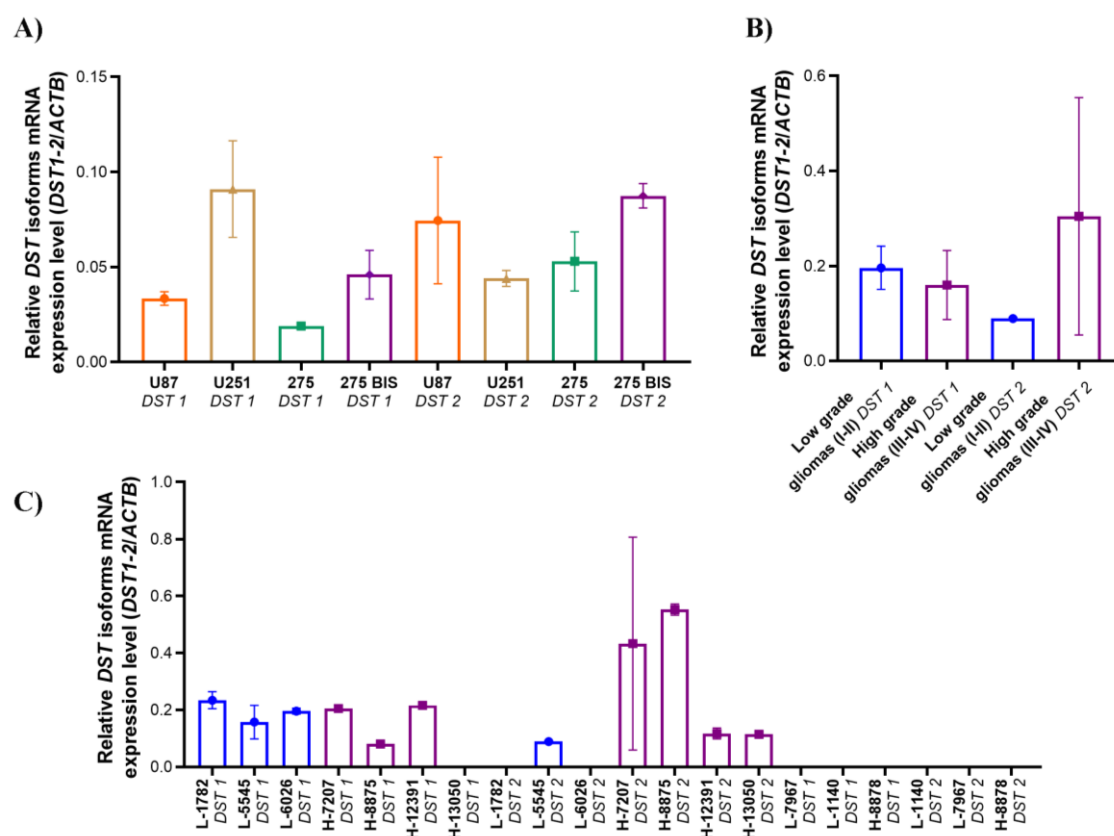 A)
Relative DST isoforms mRNA
expression level (DST1-2/ACTB)
0.15
0.10
0.05
0.00
U87 U251 275 275 BIS U87 U251 275 275 BIS
DST 1 DST 1 DST 1 DST 1 DST 2 DST 2 DST 2 DST 2
B)
Relative DST isoforms mRNA
expression level (DST1-2/ACTB)
0.6
0.4
0.2
0.0
Low grade
gliomas (I-II) DST 1
High grade
gliomas (III-IV) DST 1
Low grade
gliomas (I-II) DST 2
High grade
gliomas (III-IV) DST 2
C)
Relative DST isoforms mRNA
expression level (DST1-2/ACTB)
1.0
0.8
0.6
0.4
0.2
0.0
L-1782
DST 1
L-5545
DST 1
L-6026
DST 1
H-7207
DST 1
H-8875
DST 1
H-12391
DST 1
H-13050
DST 1
L-1782
DST 2
L-5545
DST 2
L-6026
DST 2
H-7207
DST 2
H-8875
DST 2
H-12391
DST 2
H-13050
DST 2
L-7967
DST 1
L-1140
DST 1
H-8878
DST 1
L-1140
DST 2
L-7967
DST 2
H-8878
DST 2